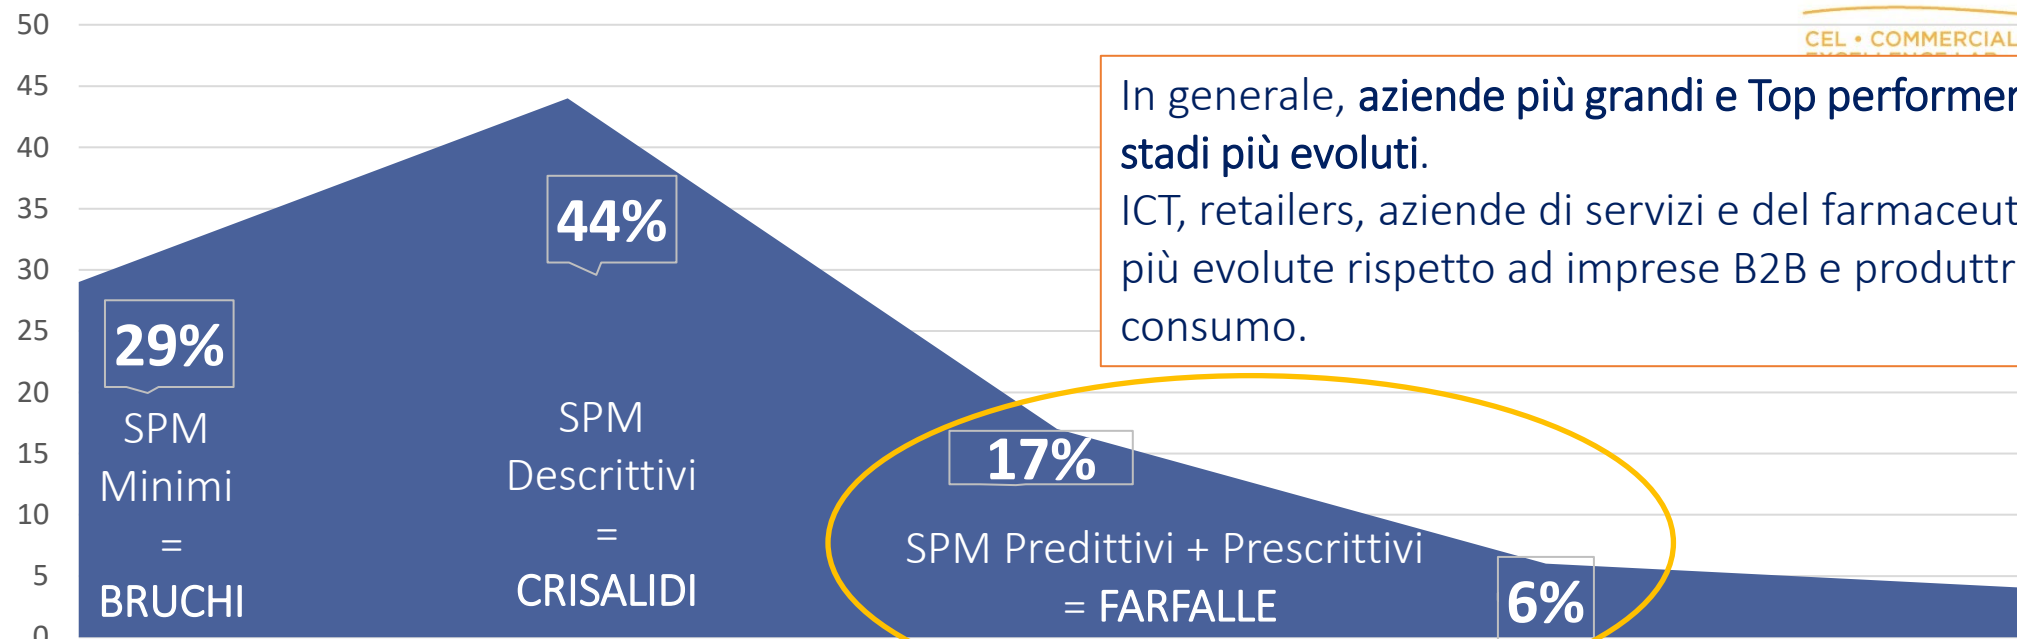 50
CEL • COMMERCIAL
45
In generale, aziende più grandi e Top performer
40
stadi più evoluti.
35
ICT, retailers, aziende di servizi e del
30
più evolute rispetto ad imprese B2B e
25
consumo.
20
15
10
5
0
29%
SPM
Minimi
=
BRUCHI
44%
SPM
Descrittivi
=
CRISALIDI
17%
SPM Predittivi + Prescrittivi
= FARFALLE
6%